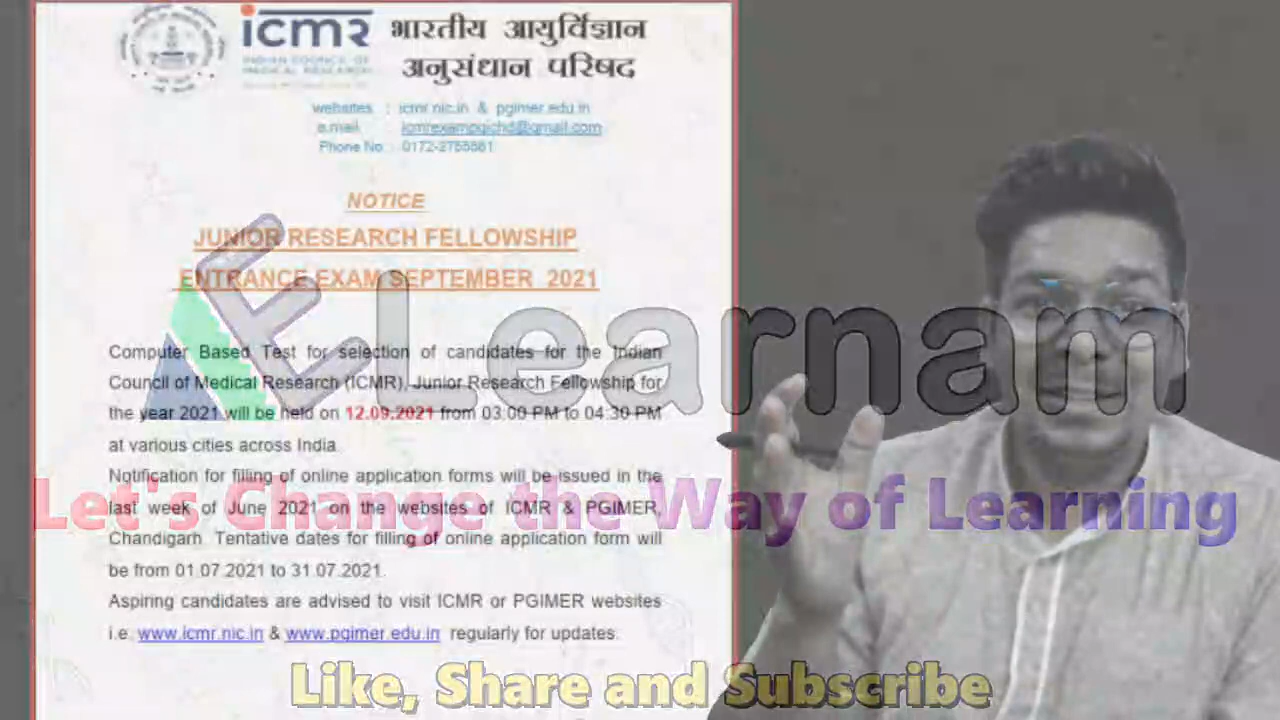 icmr
INDIAN COUNCIL OF
MEDICAL RESEARCH
भारतीय आयुर्विज्ञान
अनुसंधान परिषद
websites : icmr.nic.in & pgimer.edu.in
e.mail : icmrexampgichd@gmail.com
Phone No :
NOTICE
JUNIOR RESEARCH FELLOWSHIP
ENTRANCE EXAM SEPTEMBER 2021
ELearnam
Computer Based Test for selection of candidates for the Indian
Council of Medical Research (ICMR), Junior Research Fellowship for
the year 2021 will be held on 12.09.2021 from 03:00 PM to 04:30 PM
at various cities across India.
Notification for filling of online application forms will be issued in the
Let's Change the Way of Learning
last week of June 2021 on the websites of ICMR & PGIMER,
Chandigarh. Tentative dates for filling of online application form will
be from 01.07.2021 to 31.07.2021.
Aspiring candidates are advised to visit ICMR or PGIMER websites
i.e. www.icmr.nic.in & www.pgimer.edu.in regularly for updates.
Like, Share and Subscribe